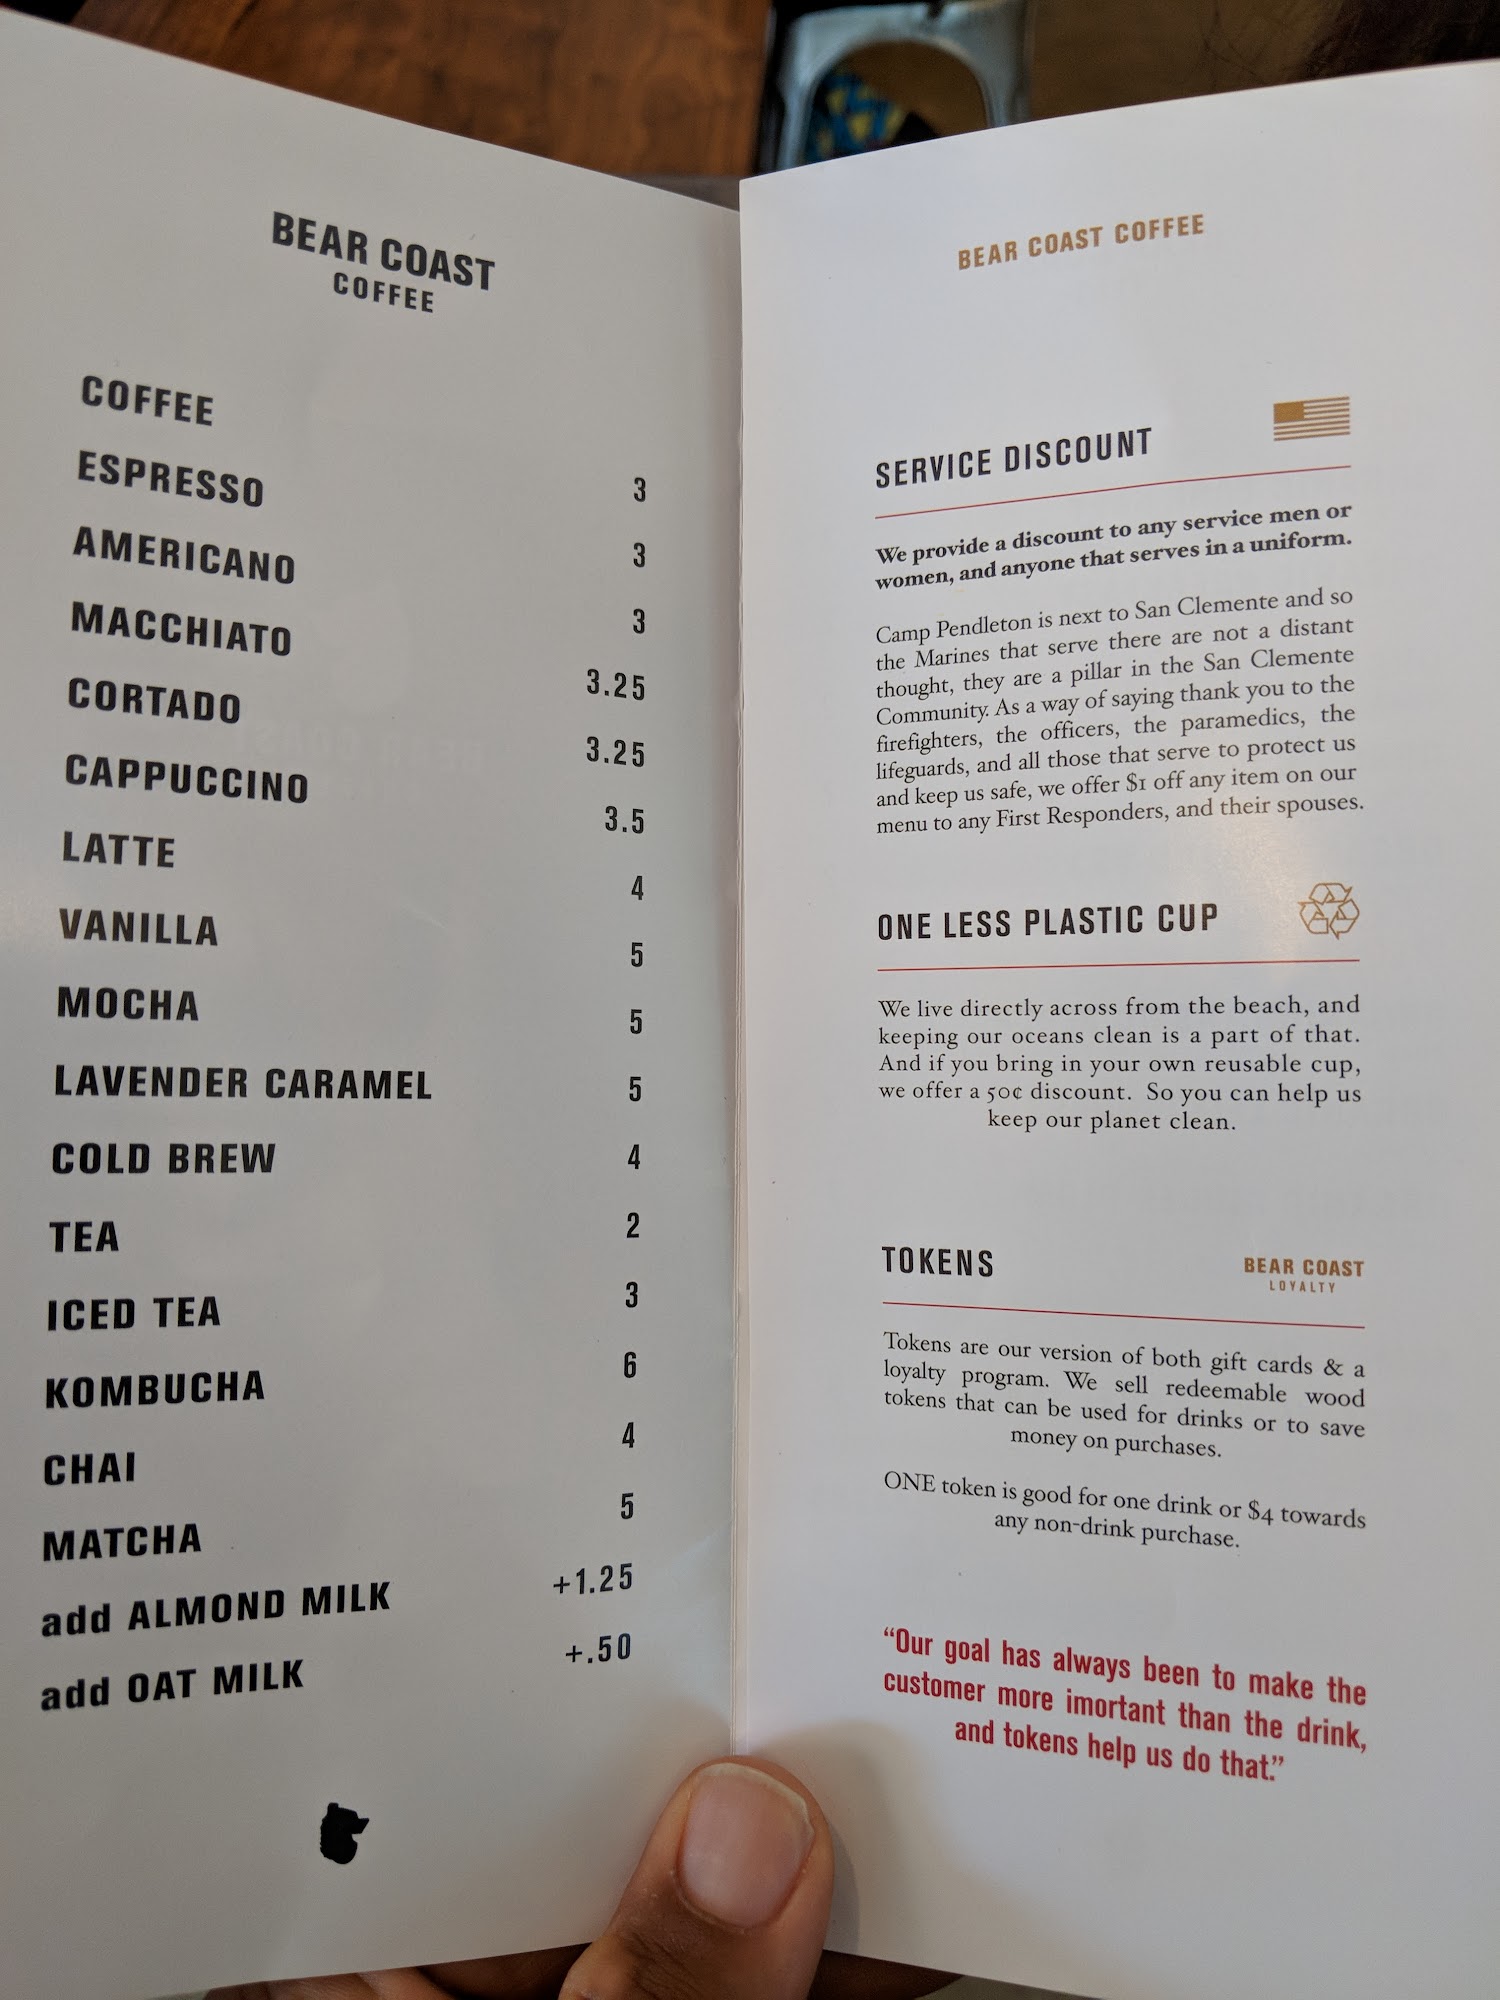 BEAR COAST
COFFEE
COFFEE 3
ESPRESSO 3
AMERICANO 3
MACCHIATO 3.25
CORTADO 3.25
CAPPUCCINO 3.5
LATTE 4
VANILLA 5
MOCHA 5
LAVENDER CARAMEL 5
COLD BREW 4
TEA 2
ICED TEA 3
KOMBUCHA 6
CHAI 4
MATCHA 5
add ALMOND MILK +1.25
add OAT MILK +.50
BEAR COAST COFFEE
SERVICE DISCOUNT
We provide a discount to any service men or
women, and anyone that serves in a uniform.
Camp Pendleton is next to San Clemente and so
the Marines that serve there are not a distant
thought, they are a pillar in the San Clemente
Community. As a way of saying thank you to the
firefighters, the officers, the paramedics, the
lifeguards, and all those that serve to protect us
and keep us safe, we offer $1 off any item on our
menu to any First Responders, and their spouses.
ONE LESS PLASTIC CUP
We live directly across from the beach, and
keeping our oceans clean is a part of that.
And if you bring in your own reusable cup,
we offer a 50¢ discount. So you can help us
keep our planet clean.
TOKENS
BEAR COAST
LOYALTY
Tokens are our version of both gift cards & a
loyalty program. We sell redeemable wood
tokens that can be used for drinks or to save
money on purchases.
ONE token is good for one drink or $4 towards
any non-drink purchase.
“Our goal has always been to make the
customer more imortant than the drink,
and tokens help us do that.”